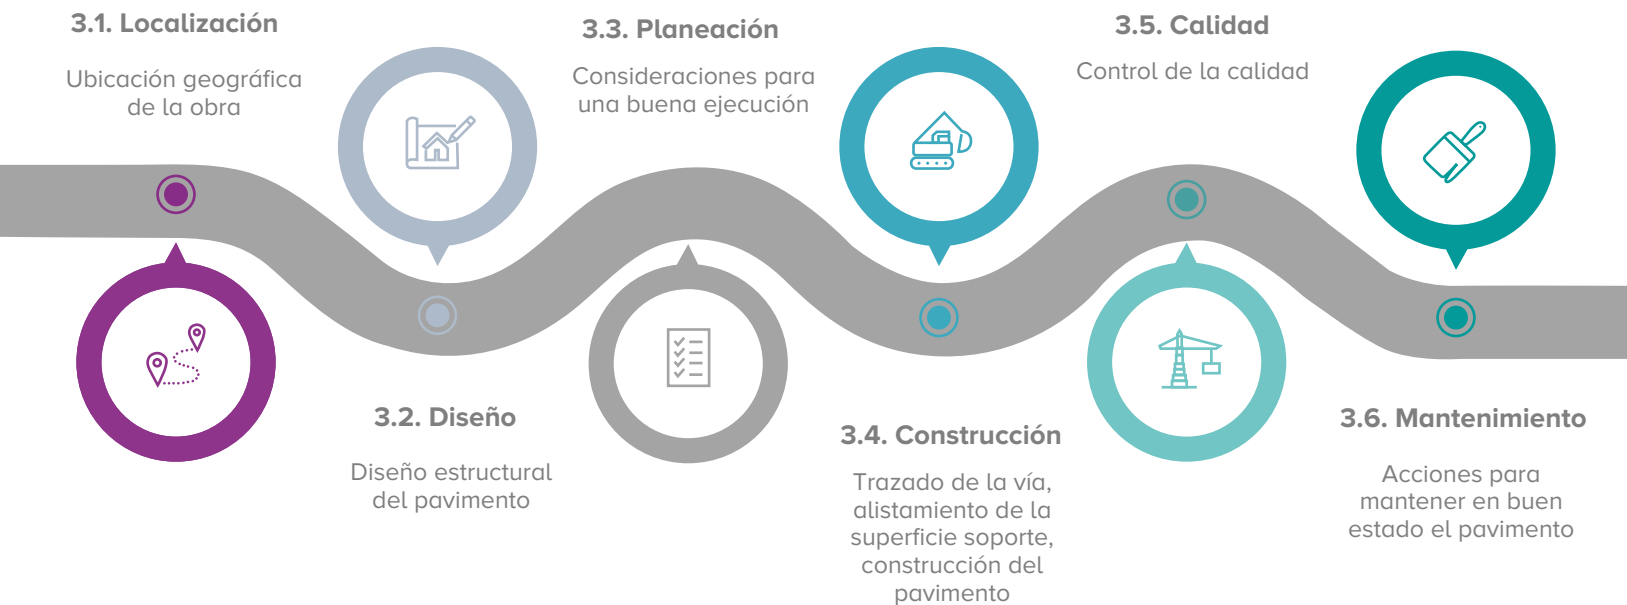 3.1. Localización
Ubicación geográfica
de la obra
3.2. Diseño
Diseño estructural
del pavimento
3.3. Planeación
Consideraciones para
una buena ejecución
3.4. Construcción
Trazado de la vía,
alistamiento de la
superficie soporte,
construcción del
pavimento
3.5. Calidad
Control de la calidad
3.6. Mantenimiento
Acciones para
mantener en buen
estado el pavimento